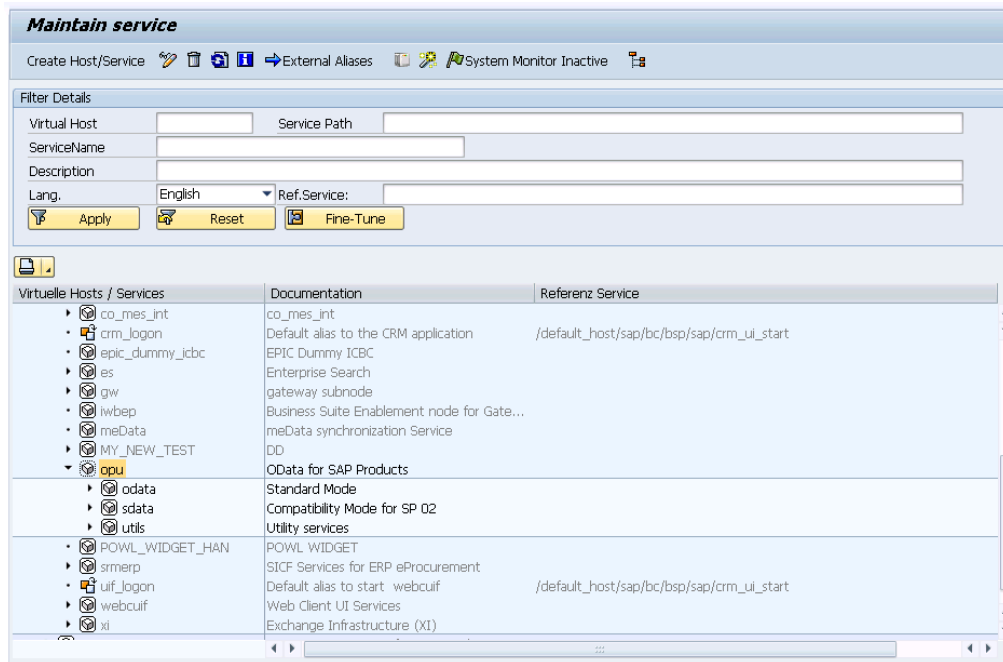 Maintain service
Create Host/Service External Aliases System Monitor Inactive
Filter Details
Virtual Host Service Path
ServiceName
Description
Lang. English Ref.Service:
Apply Reset Fine-Tune
Virtuelle Hosts / Services Documentation Referenz Service
co_mes_int co_mes_int
crm_logon Default alias to the CRM application /default_host/sap/bc/bsp/sap/crm_ui_start
epic_dummy_icbc EPIC Dummy ICBC
es Enterprise Search
gw gateway subnode
iwbep Business Suite Enablement node for Gate...
meData meData synchronization Service
MY_NEW_TEST DD
opu OData for SAP Products
odata Standard Mode
sdata Compatibility Mode for SP 02
utils Utility services
POWL_WIDGET_HAN POWL WIDGET
srmerp SICF Services for ERP eProcurement
uif_logon Default alias to start webcuif /default_host/sap/bc/bsp/sap/crm_ui_start
webcuif Web Client UI Services
xi Exchange Infrastructure (XI)